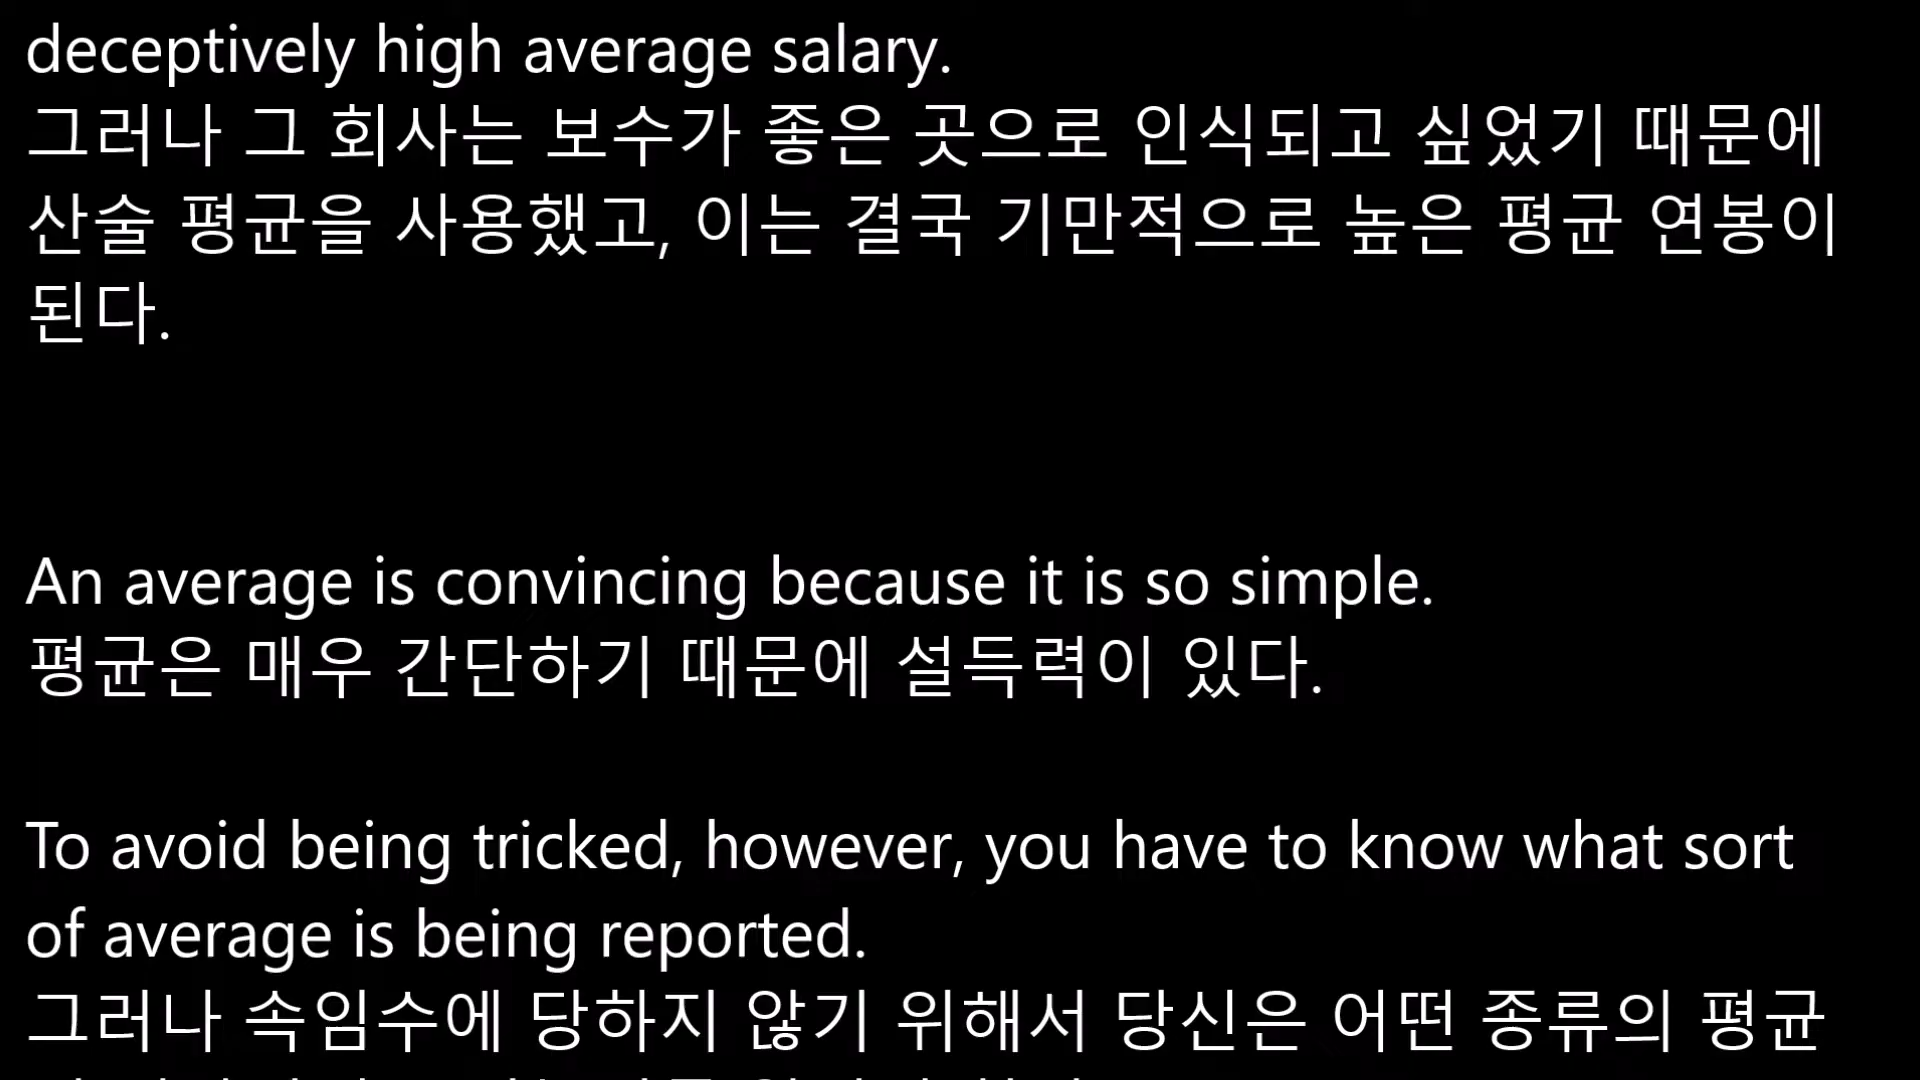 deceptively high average salary.
그러나 그 회사는 보수가 좋은 곳으로 인식되고 싶었기 때문에
산술 평균을 사용했고, 이는 결국 기만적으로 높은 평균 연봉이
된다.
An average is convincing because it is so simple.
평균은 매우 간단하기 때문에 설득력이 있다.
To avoid being tricked, however, you have to know what sort
of average is being reported.
그러나 속임수에 당하지 않기 위해서 당신은 어떤 종류의 평균